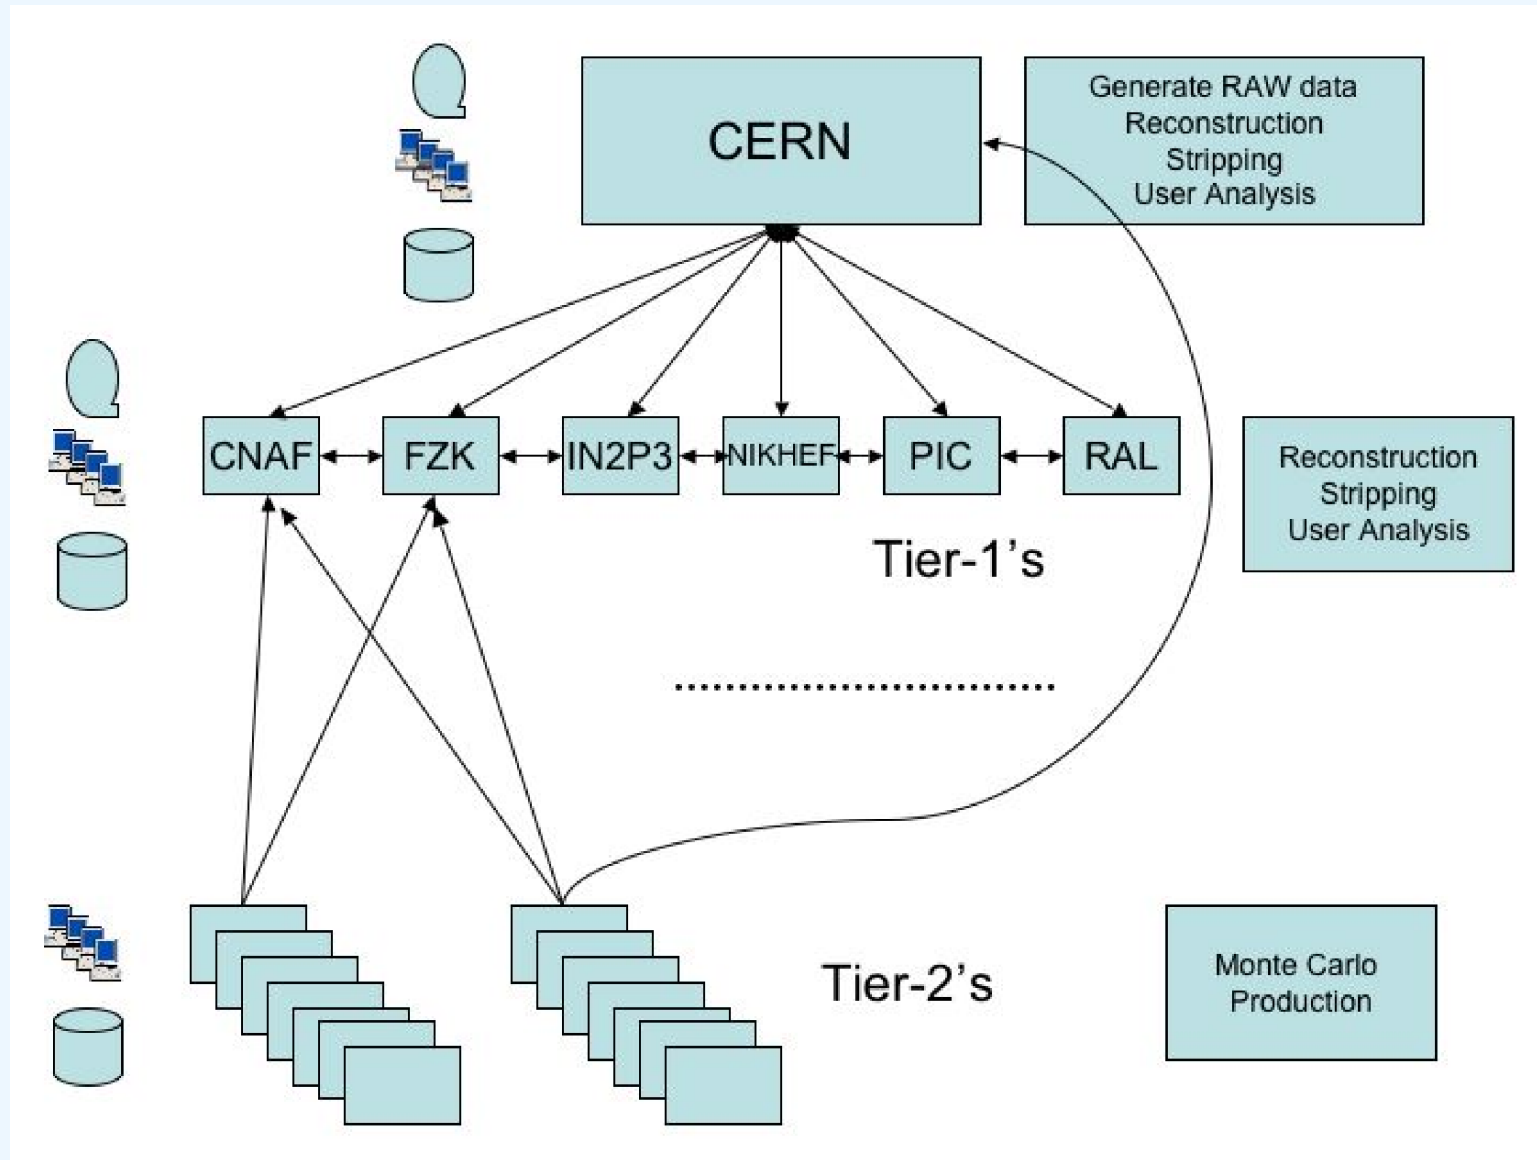 CERN
Generate RAW data
Reconstruction
Stripping
User Analysis
CNAF
FZK
IN2P3
NIKHEF
PIC
RAL
Reconstruction
Stripping
User Analysis
Tier-1's
Tier-2's
Monte Carlo
Production